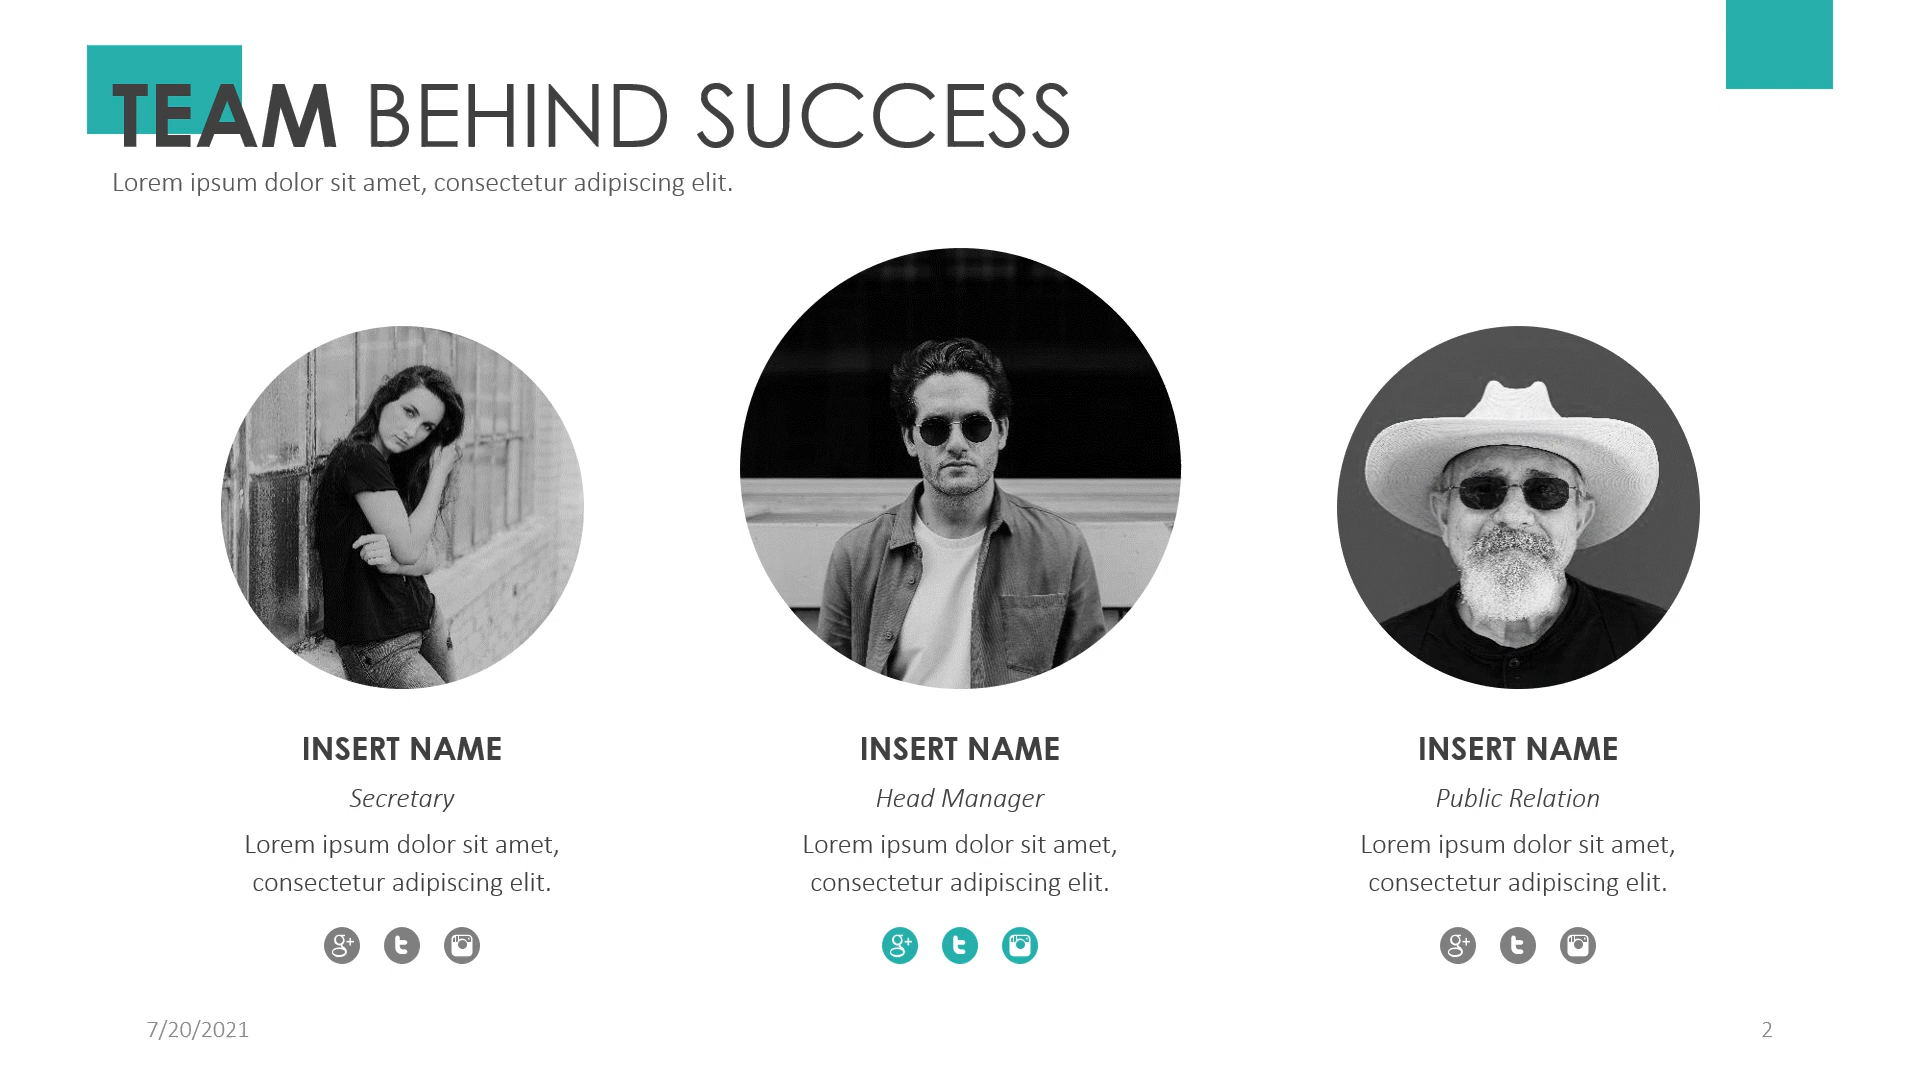 TEAM BEHIND SUCCESS
Lorem ipsum dolor sit amet, consectetur adipiscing elit.
INSERT NAME
Secretary
Lorem ipsum dolor sit amet,
consectetur adipiscing elit.
INSERT NAME
Head Manager
Lorem ipsum dolor sit amet,
consectetur adipiscing elit.
INSERT NAME
Public Relation
Lorem ipsum dolor sit amet,
consectetur adipiscing elit.
7/20/2021
2